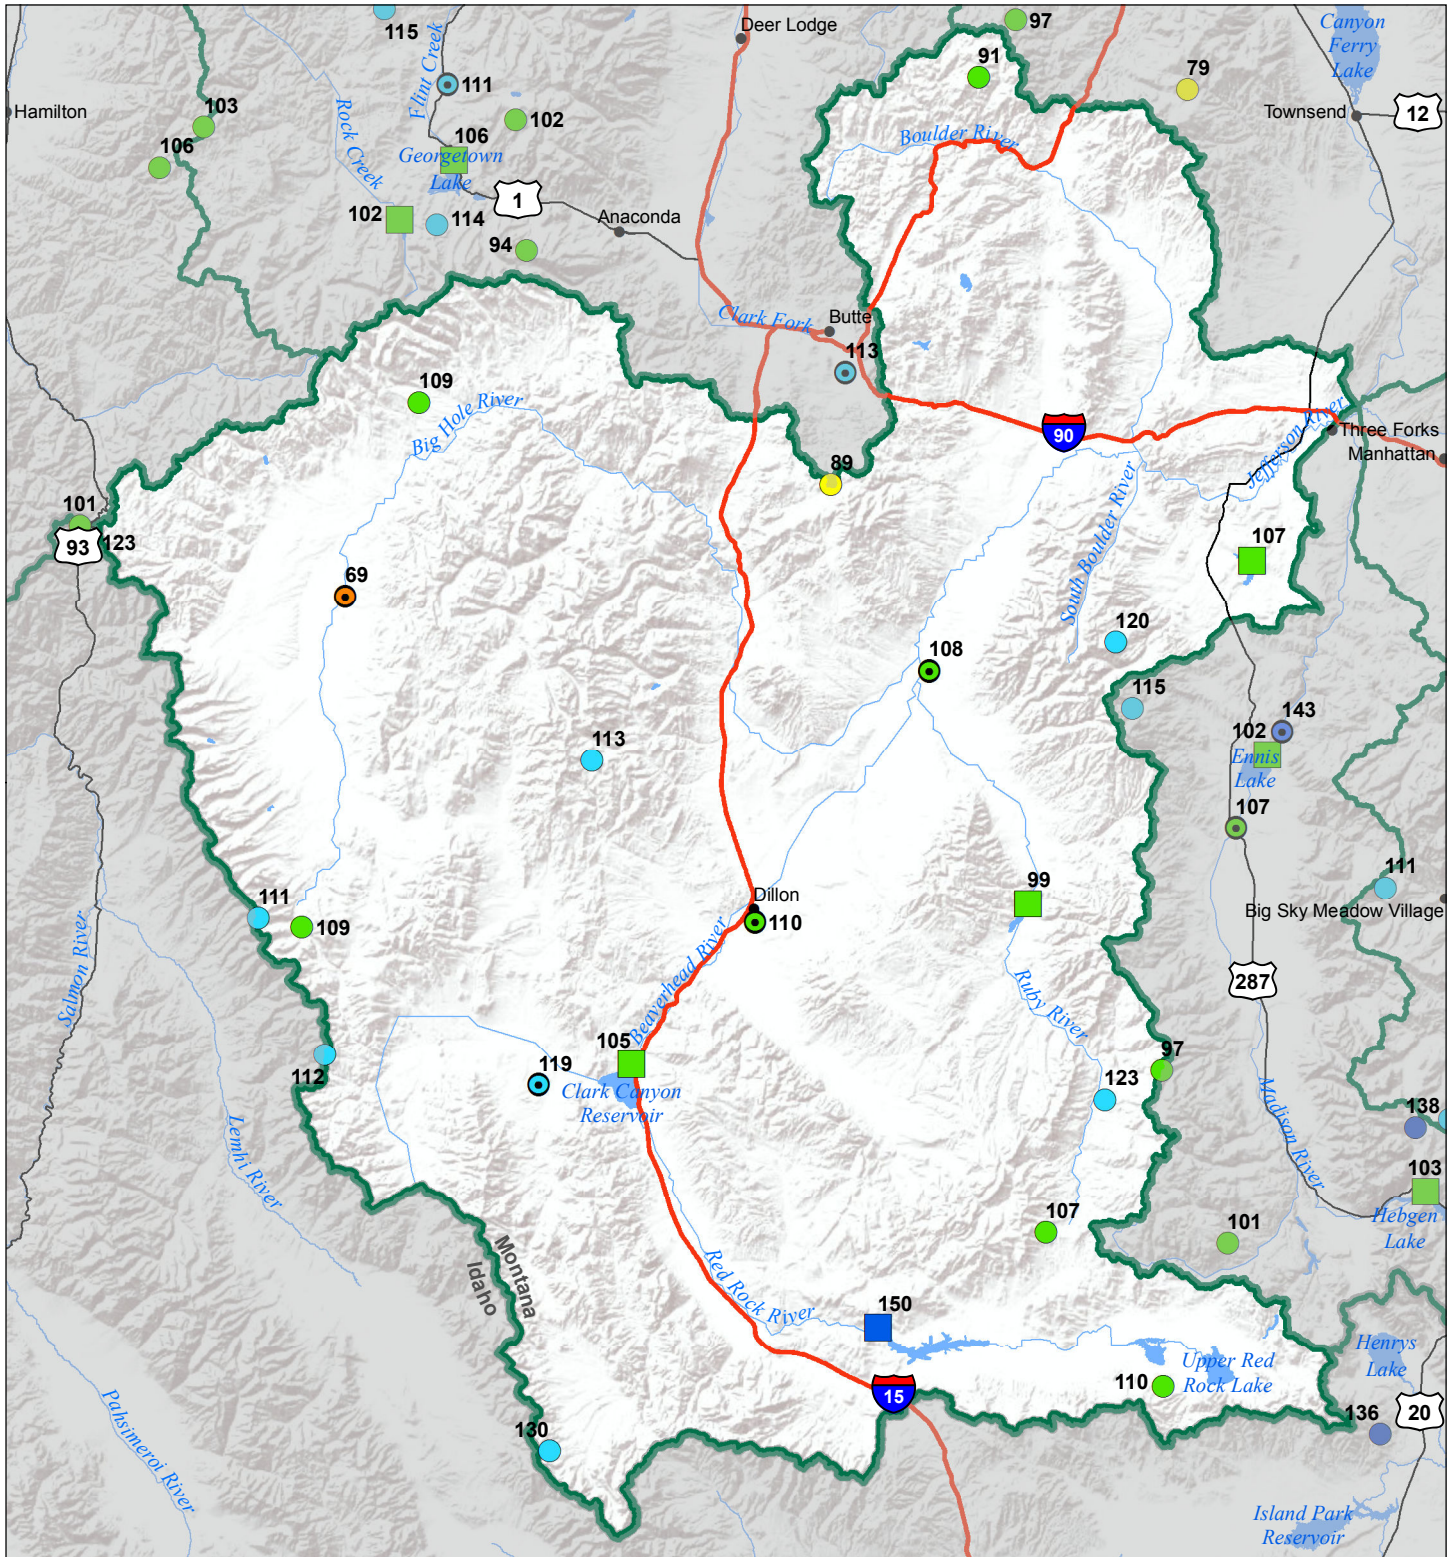 115
Flint Creek
Deer Lodge
97
Canyon
Ferry
Lake
91
79
111
Hamilton
103
102
Townsend
12
106
Rock Creek
106
Georgetown
Lake
Boulder River
1
102
114
Anaconda
94
Clark Fork
Butte
113
109
Big Hole River
90
Jefferson River
Three Forks
Manhattan
89
South Boulder River
101
93
123
107
69
120
108
115
143
102
Ennis
Lake
113
107
99
111
Dillon
110
Big Sky Meadow Village
111
109
Salmon River
Beaverhead River
Ruby River
287
105
97
112
119
Clark Canyon
Reservoir
123
Madison River
138
Lemhi River
103
Hebgen
Lake
107
101
Montana
Idaho
Red Rock River
150
Henrys
Lake
Upper Red
Rock Lake
110
15
20
136
130
Pahsimeroi River
Island Park
Reservoir